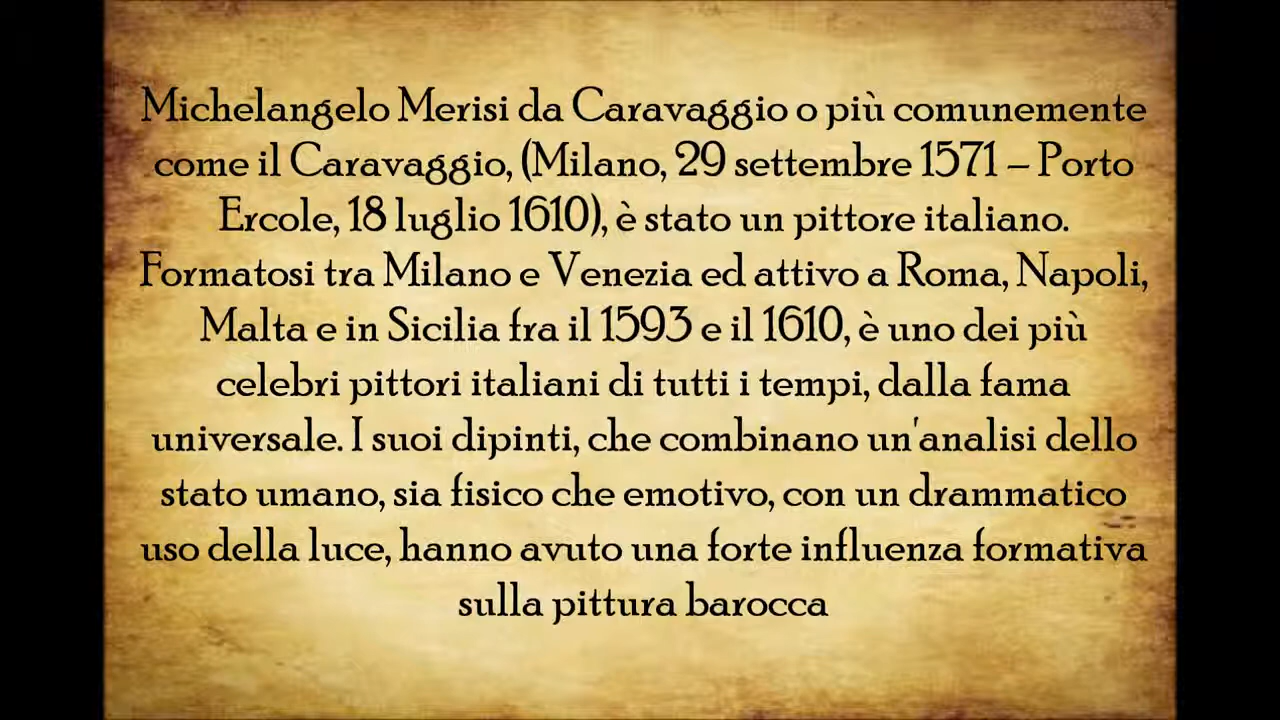 Michelangelo Merisi da Caravaggio o più comunemente
come il Caravaggio, (Milano, 29 settembre 1571 – Porto
Ercole, 18 luglio 1610), è stato un pittore italiano.
Formatosi tra Milano e Venezia ed attivo a Roma, Napoli,
Malta e in Sicilia fra il 1593 e il 1610, è uno dei più
celebri pittori italiani di tutti i tempi, dalla fama
universale. I suoi dipinti, che combinano un'analisi dello
stato umano, sia fisico che emotivo, con un drammatico
uso della luce, hanno avuto una forte influenza formativa
sulla pittura barocca